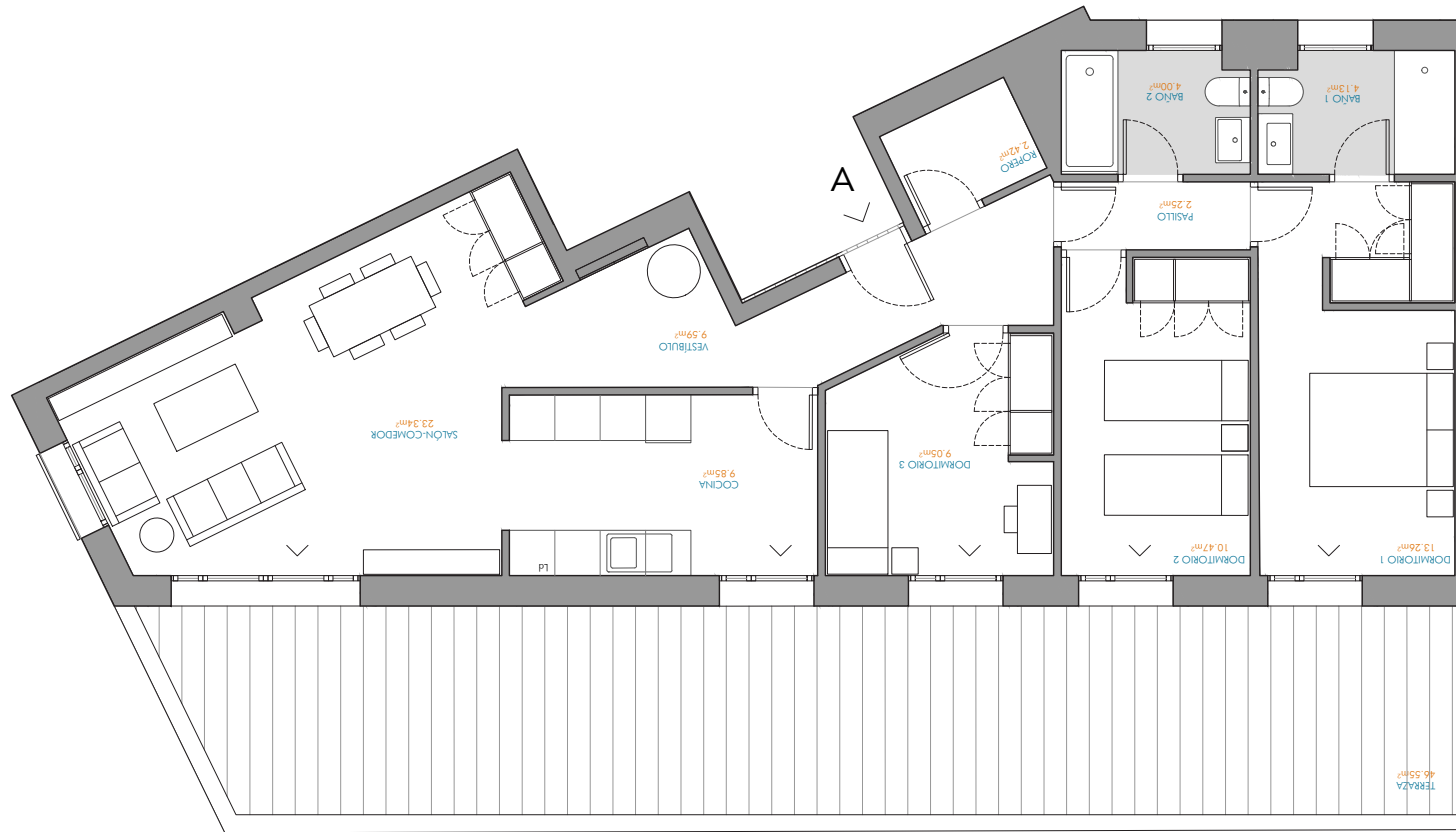 BAÑO 2
4.00m²
BAÑO 1
4.13m²
A
ROPERO
2.42m²
PASILLO
2.25m²
VESTÍBULO
9.59m²
SALÓN-COMEDOR
23.34m²
COCINA
9.85m²
DORMITORIO 3
9.05m²
DORMITORIO 2
10.47m²
DORMITORIO 1
13.26m²
Ld
TERRAZA
46.55m²